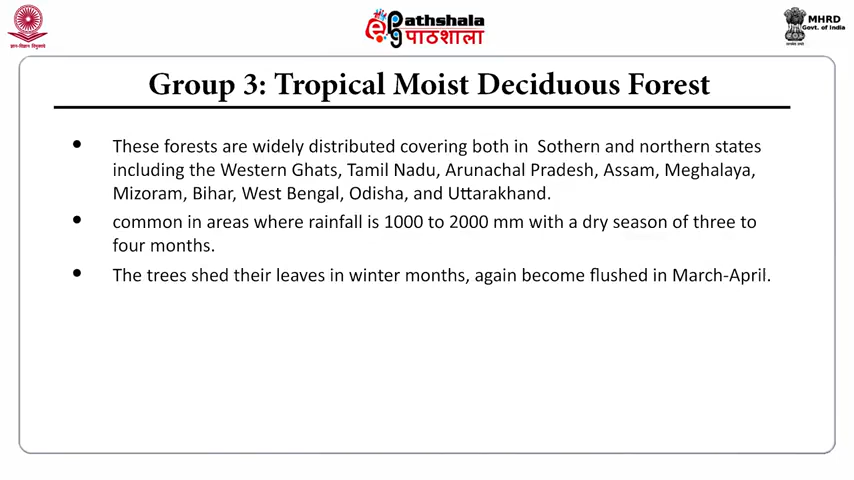 ePathshala
पाठशाला
MHRD
Govt. of India
Group 3: Tropical Moist Deciduous Forest
• These forests are widely distributed covering both in Sothern and northern states
including the Western Ghats, Tamil Nadu, Arunachal Pradesh, Assam, Meghalaya,
Mizoram, Bihar, West Bengal, Odisha, and Uttarakhand.
• common in areas where rainfall is 1000 to 2000 mm with a dry season of three to
four months.
• The trees shed their leaves in winter months, again become flushed in March-April.